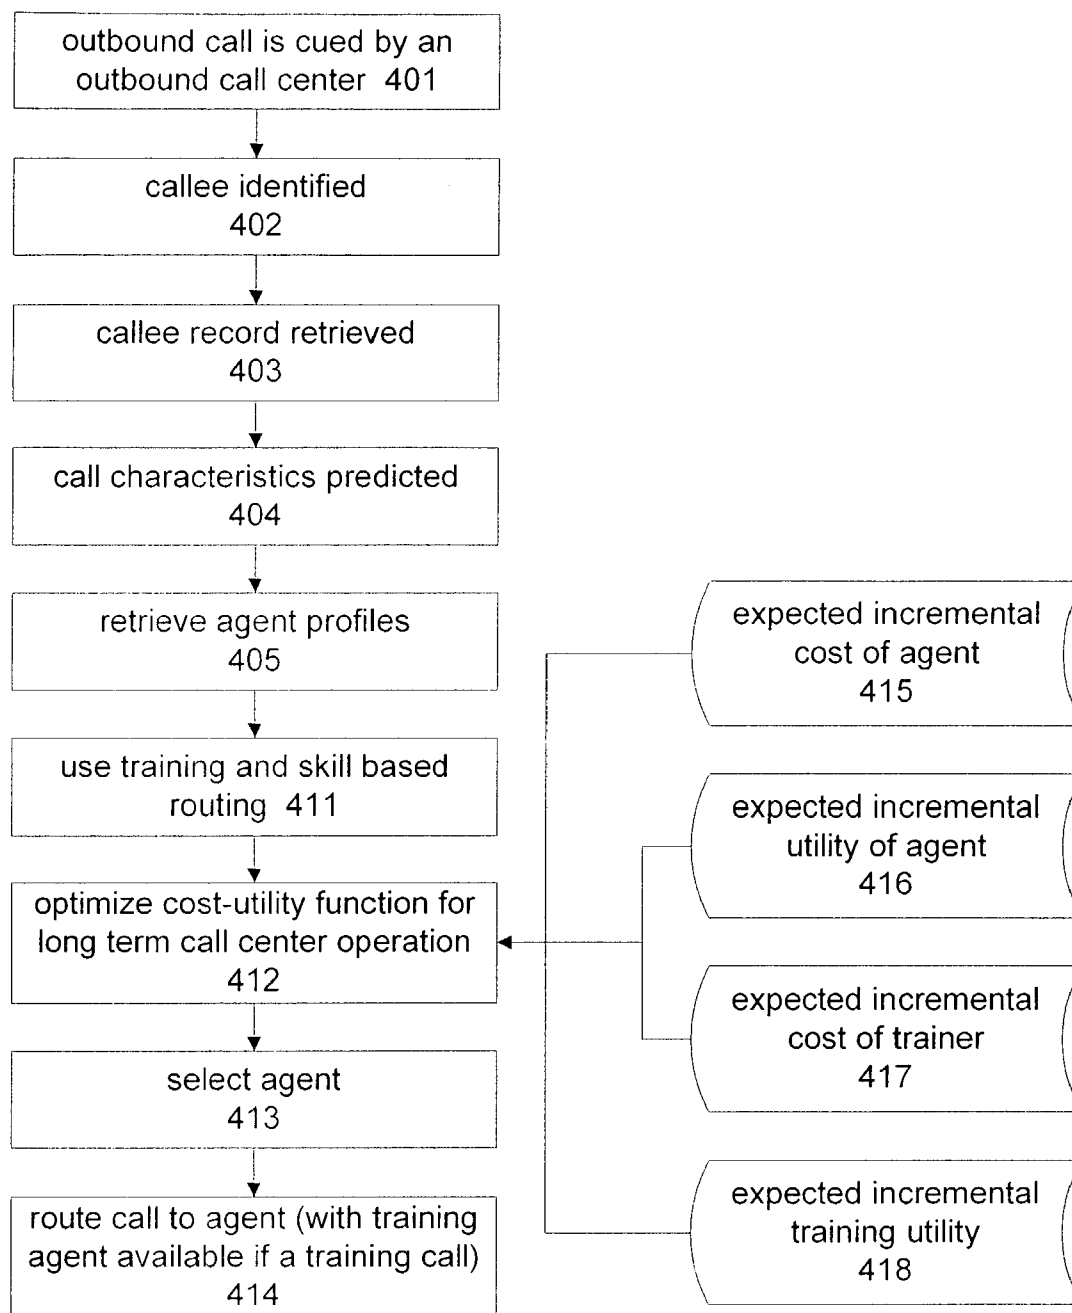 outbound call is cued by an
outbound call center 401
callee identified
402
callee record retrieved
403
call characteristics predicted
404
retrieve agent profiles
405
use training and skill based
routing 411
optimize cost-utility function for
long term call center operation
412
select agent
413
route call to agent (with training
agent available if a training call)
414
expected incremental
cost of agent
415
expected incremental
utility of agent
416
expected incremental
cost of trainer
417
expected incremental
training utility
418